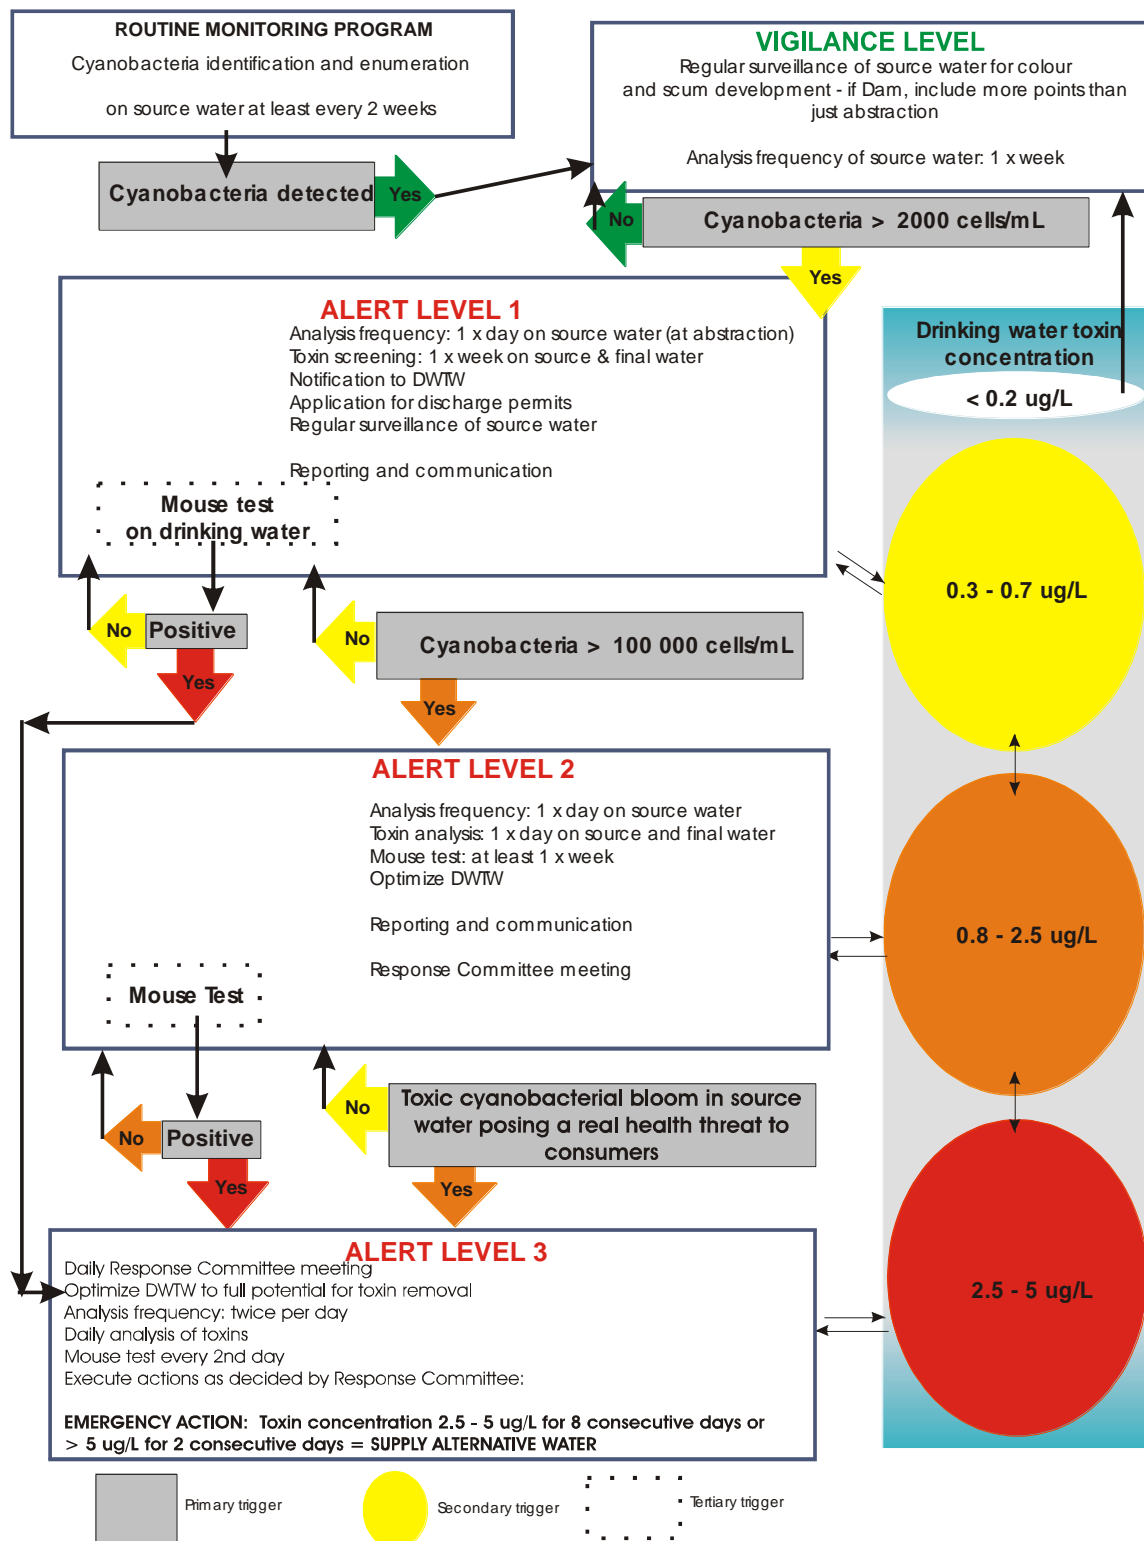 ROUTINE MONITORING PROGRAM
Cyanobacteria identification and enumeration
on source water at least every 2 weeks
VIGILANCE LEVEL
Regular surveillance of source water for colour
and scum development - if Dam, include more points than
just abstraction
Analysis frequency of source water: 1 x week
Cyanobacteria detected
Yes
No
Cyanobacteria > 2000 cells/mL
Yes
ALERT LEVEL 1
Analysis frequency: 1 x day on source water (at abstraction)
Toxin screening: 1 x week on source & final water
Notification to DWTW
Application for discharge permits
Regular surveillance of source water
Reporting and communication
Mouse test
on drinking water
No
Positive
Yes
No
Cyanobacteria > 100 000 cells/mL
Yes
Drinking water toxin
concentration
< 0.2 ug/L
0.3 - 0.7 ug/L
0.8 - 2.5 ug/L
2.5 - 5 ug/L
ALERT LEVEL 2
Analysis frequency: 1 x day on source water
Toxin analysis: 1 x day on source and final water
Mouse test: at least 1 x week
Optimize DWTW
Reporting and communication
Response Committee meeting
Mouse Test
No
Positive
Yes
No
Toxic cyanobacterial bloom in source
water posing a real health threat to
consumers
Yes
ALERT LEVEL 3
Daily Response Committee meeting
Optimize DWTW to full potential for toxin removal
Analysis frequency: twice per day
Daily analysis of toxins
Mouse test every 2nd day
Execute actions as decided by Response Committee:
EMERGENCY ACTION: Toxin concentration 2.5 - 5 ug/L for 8 consecutive days or
> 5 ug/L for 2 consecutive days = SUPPLY ALTERNATIVE WATER
Primary trigger
Secondary trigger
Tertiary trigger